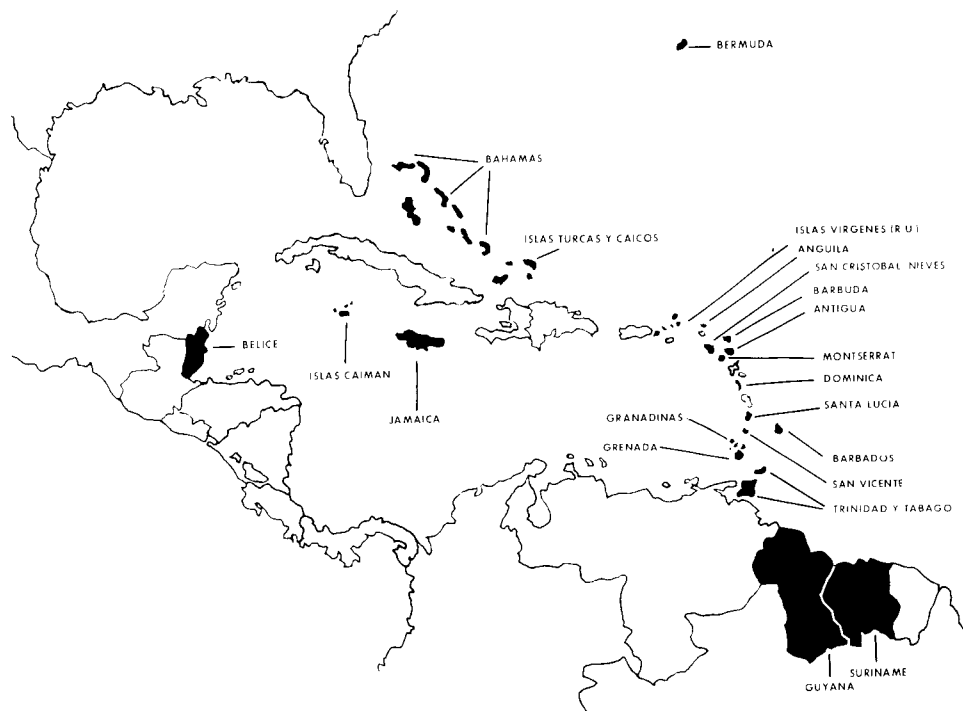 BERMUDA
BAHAMAS
ISLAS VIRGENES (R U)
ANGUILA
ISLAS TURCAS Y CAICOS
SAN CRISTOBAL NIEVES
BARBUDA
ANTIGUA
BELICE
MONTSERRAT
ISLAS CAIMAN
DOMINICA
JAMAICA
SANTA LUCIA
GRANADINAS
GRENADA
BARBADOS
SAN VICENTE
TRINIDAD Y TABAGO
SURINAME
GUYANA